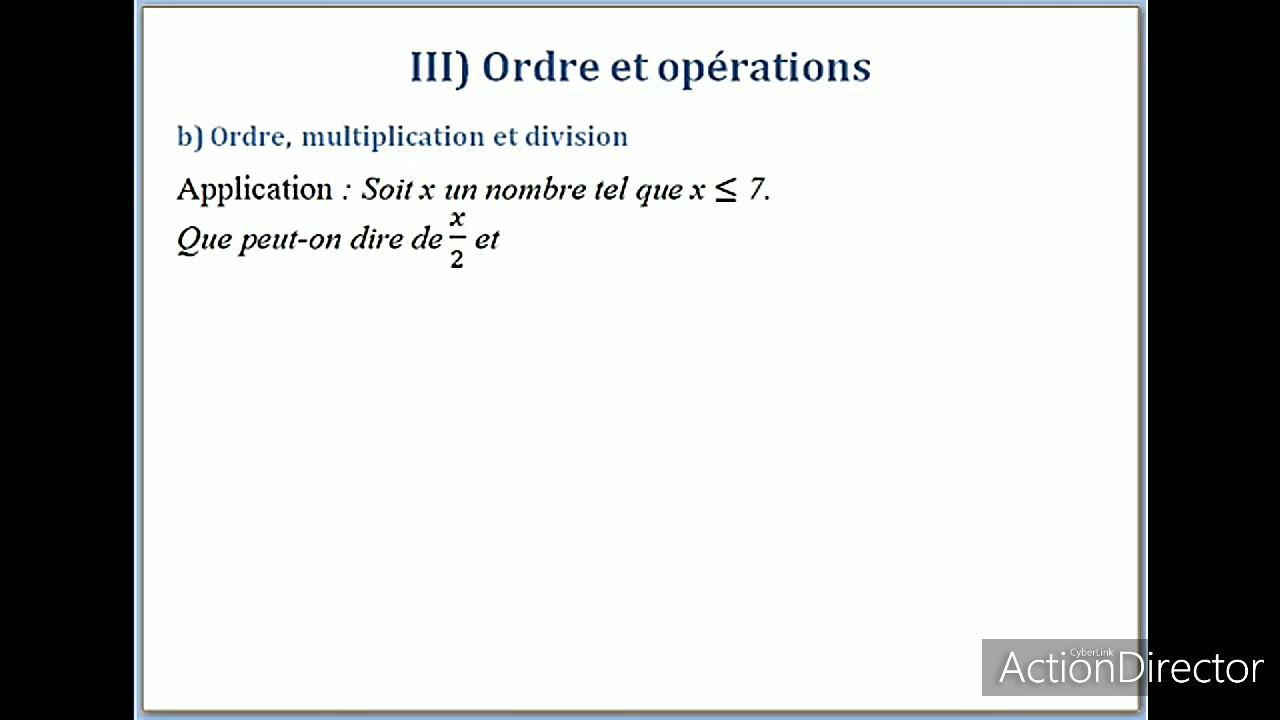 III) Ordre et opérations
b) Ordre, multiplication et division
Application : Soit x un nombre tel que x ≤ 7.
Que peut-on dire de x/2 et
CyberLink
ActionDirector